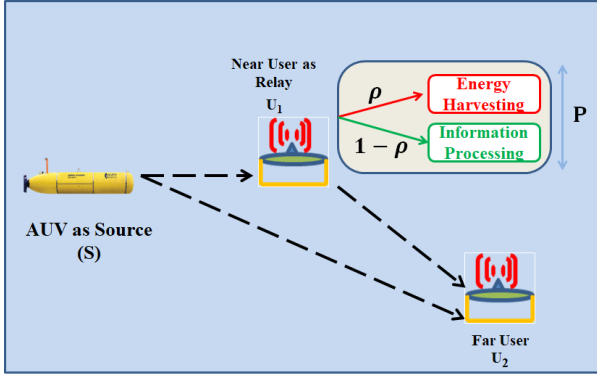 Near User as
Relay
U1
ρ
Energy
Harvesting
1 − ρ
Information
Processing
P
AUV as Source
(S)
Far User
U2